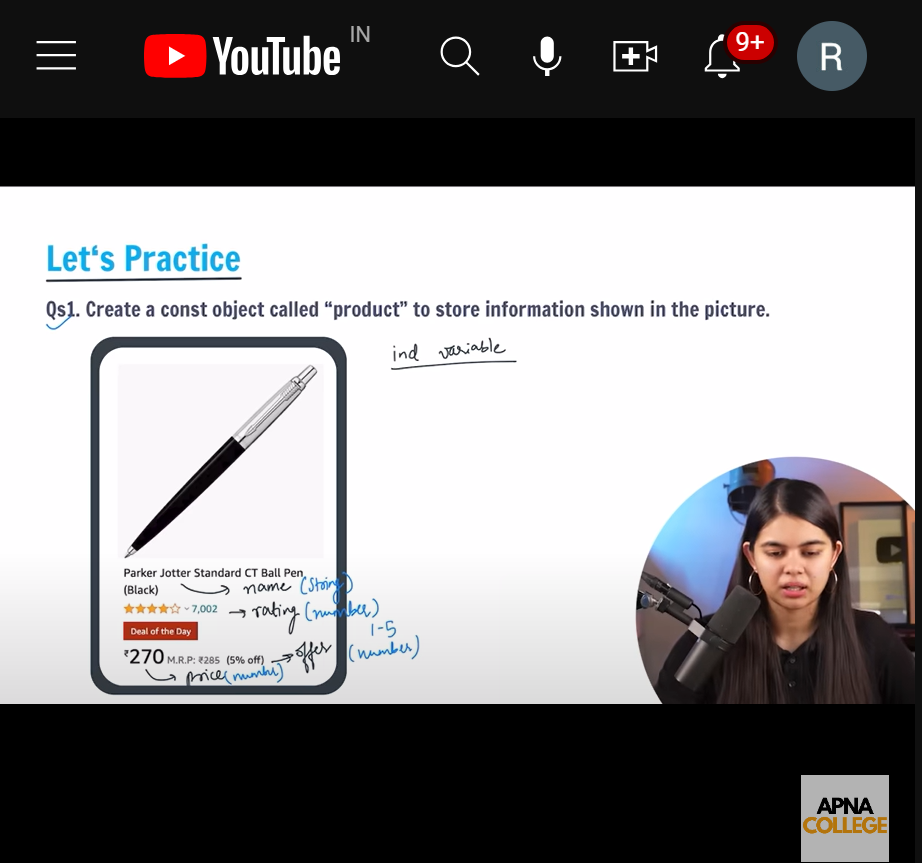 YouTube IN
9+
R
Let‘s Practice
Qs1. Create a const object called “product” to store information shown in the picture.
ind variable
Parker Jotter Standard CT Ball Pen
(Black) → name (string)
7,002 → rating (number)
1-5
Deal of the Day
₹270 M.R.P: ₹285 (5% off) → offer (number)
→ price (number)
APNA
COLLEGE